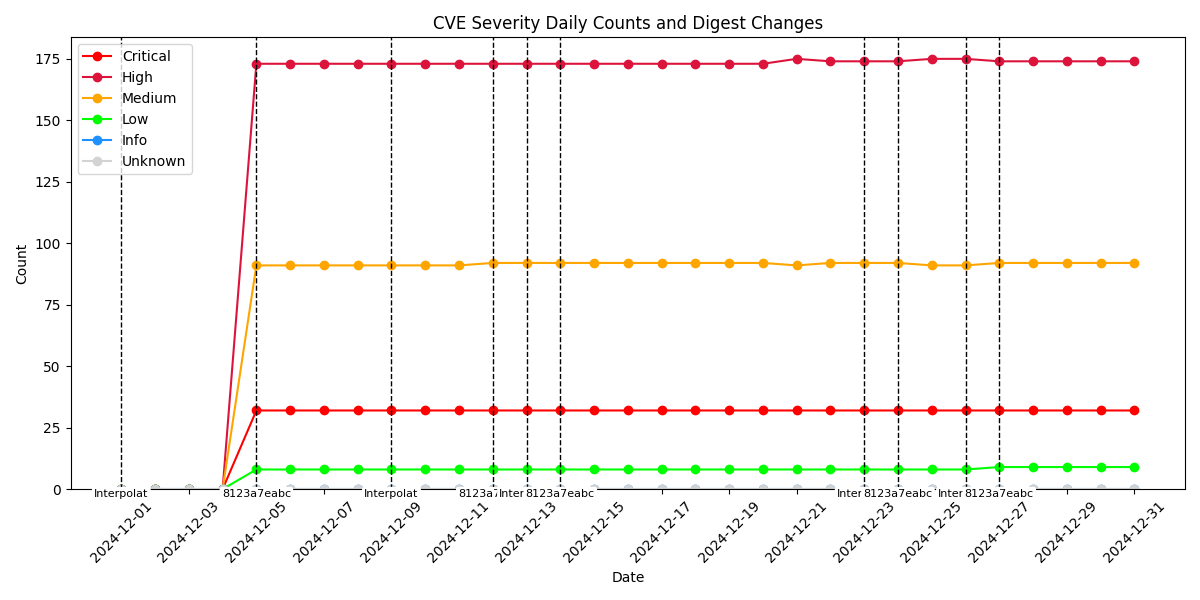 CVE Severity Daily Counts and Digest Changes
Critical
High
Medium
Low
Info
Unknown
175
150
125
100
75
50
25
0
Count
Interpolat
8123a7eabc
Interpolat
8123a7
Inter
8123a7eabc
Inter
8123a7eabc
Inter
8123a7eabc
2024-12-01
2024-12-03
2024-12-05
2024-12-07
2024-12-09
2024-12-11
2024-12-13
2024-12-15
2024-12-17
2024-12-19
2024-12-21
2024-12-23
2024-12-25
2024-12-27
2024-12-29
2024-12-31
Date